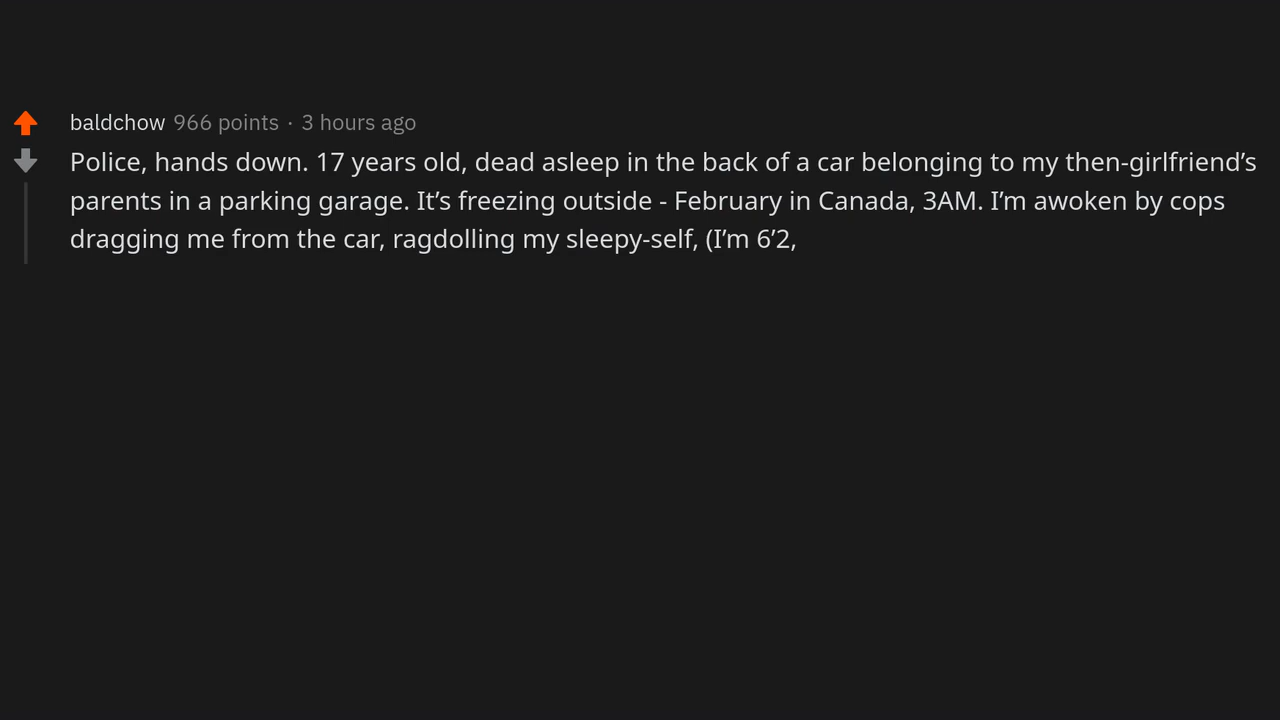 baldchow 966 points · 3 hours ago
Police, hands down. 17 years old, dead asleep in the back of a car belonging to my then-girlfriend’s
parents in a parking garage. It’s freezing outside - February in Canada, 3AM. I’m awoken by cops
dragging me from the car, ragdolling my sleepy-self, (I’m 6’2,